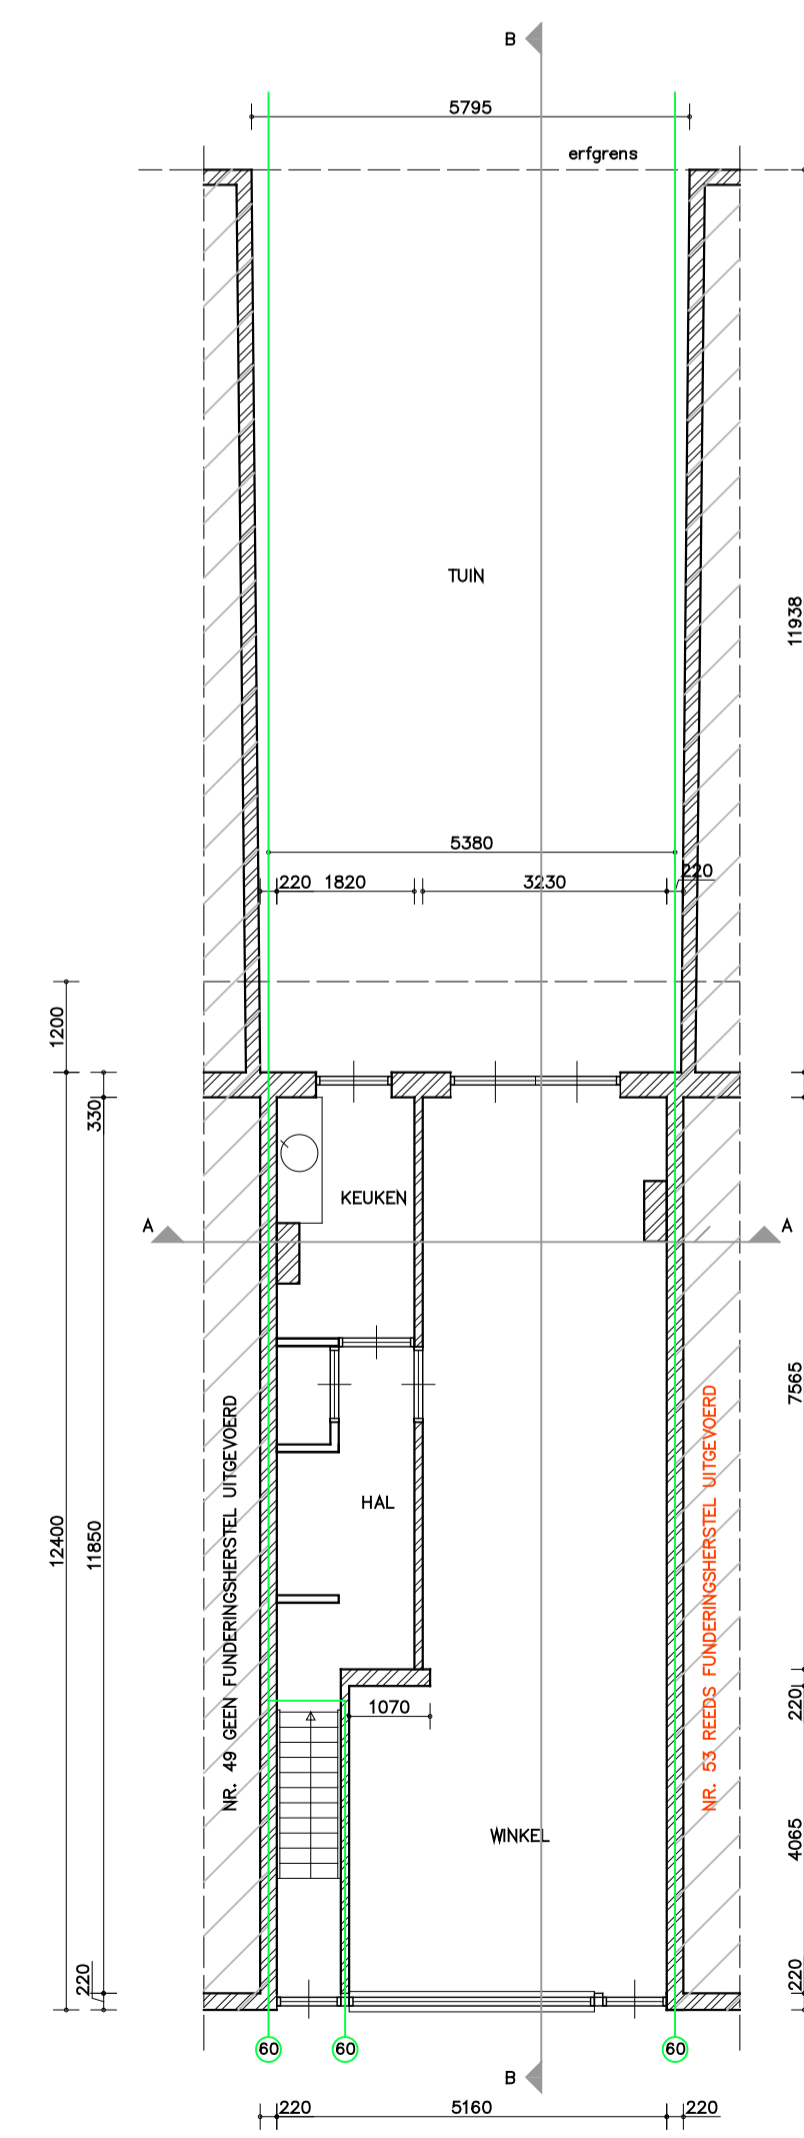 B
5795
erfgrens
TUIN
11938
5380
220 1820 3230 220
1200
330
KEUKEN
A A
7565
NR. 49 GEEN FUNDERINGSHERSTEL UITGEVOERD
NR. 53 REEDS FUNDERINGSHERSTEL UITGEVOERD
HAL
12400
11850
1070
220
WINKEL
4065
220
220
60 60 60
B
220 5160 220